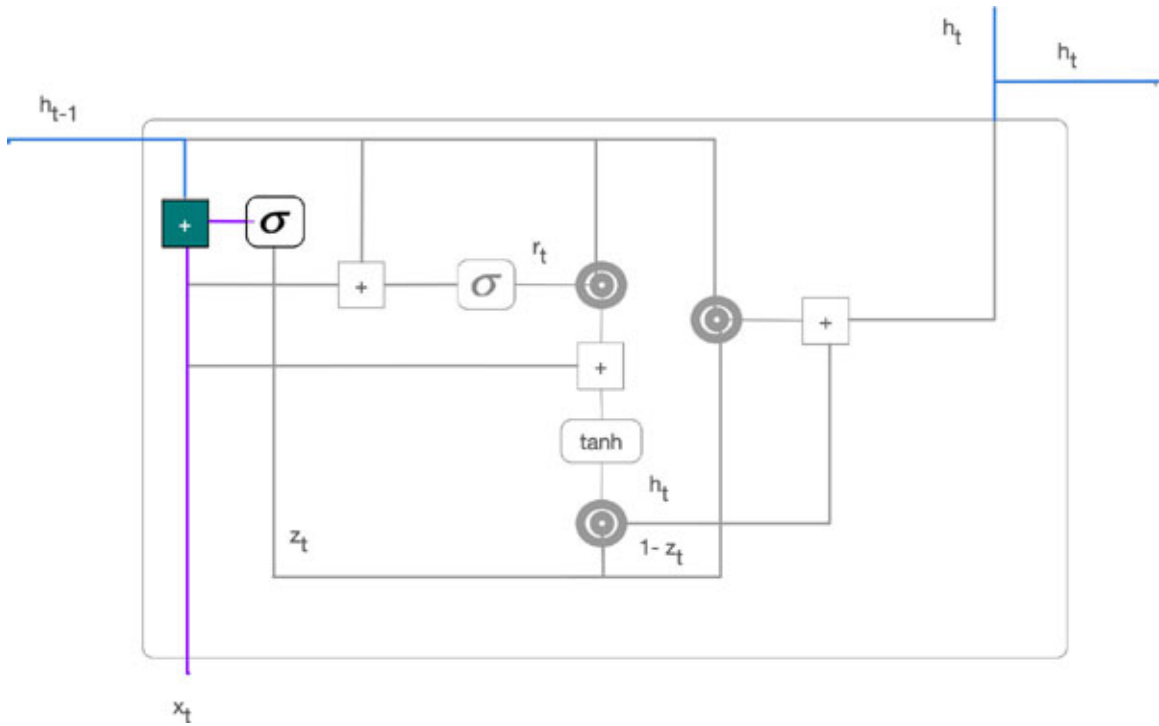 h_t
h_t
h_{t-1}
+
σ
r_t
+
σ
+
+
tanh
h_t
z_t
1- z_t
x_t